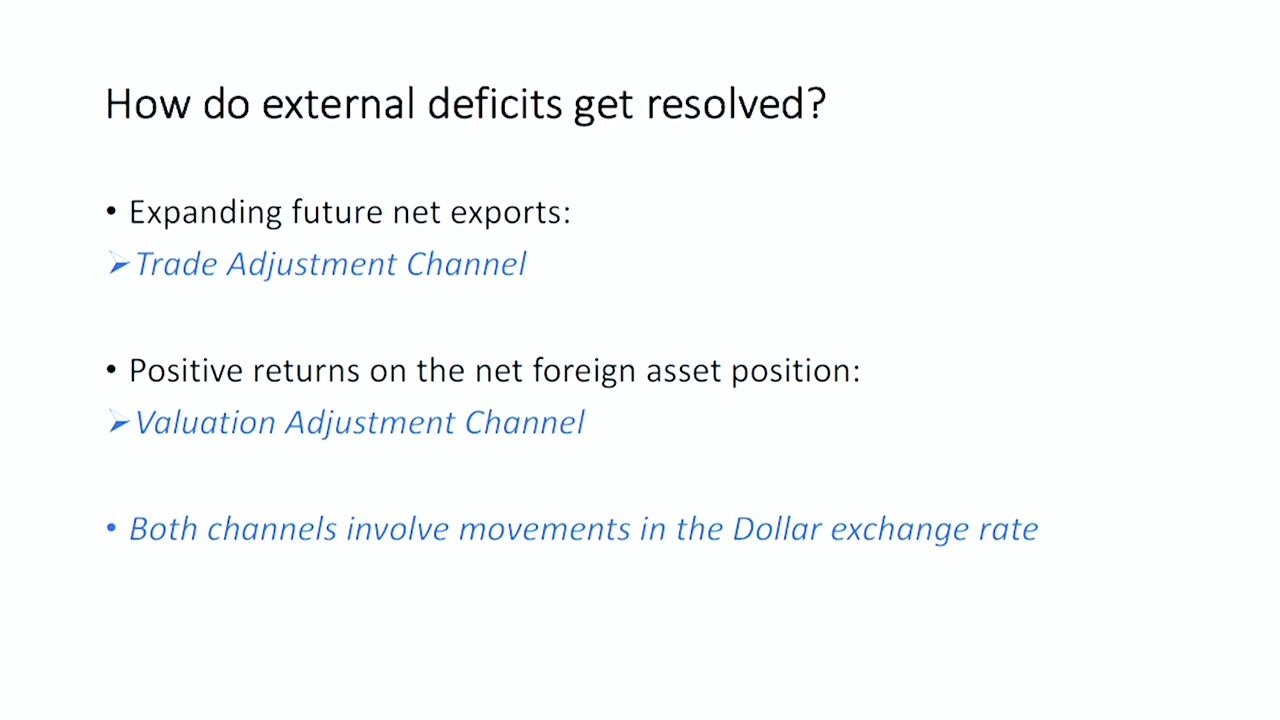 How do external deficits get resolved?
• Expanding future net exports:
➢Trade Adjustment Channel
• Positive returns on the net foreign asset position:
➢Valuation Adjustment Channel
• Both channels involve movements in the Dollar exchange rate